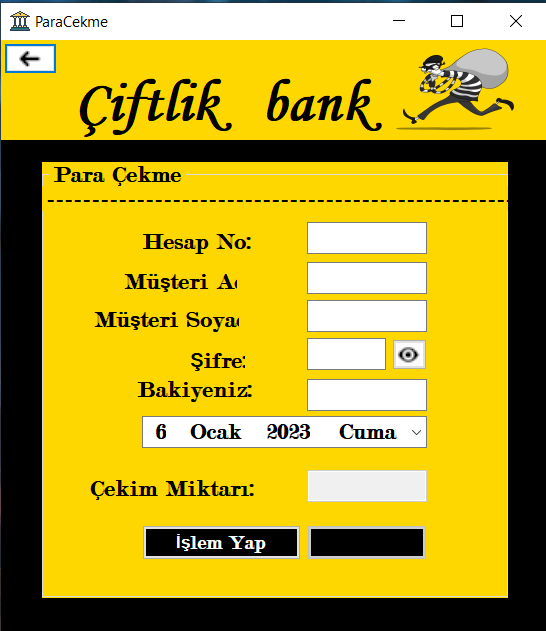 ParaCekme
Çiftlik bank
Para Çekme
Hesap No:
Müşteri
Müşteri
Şifre:
Bakiyeniz:
6 Ocak 2023 Cuma
Çekim Miktarı:
İşlem Yap